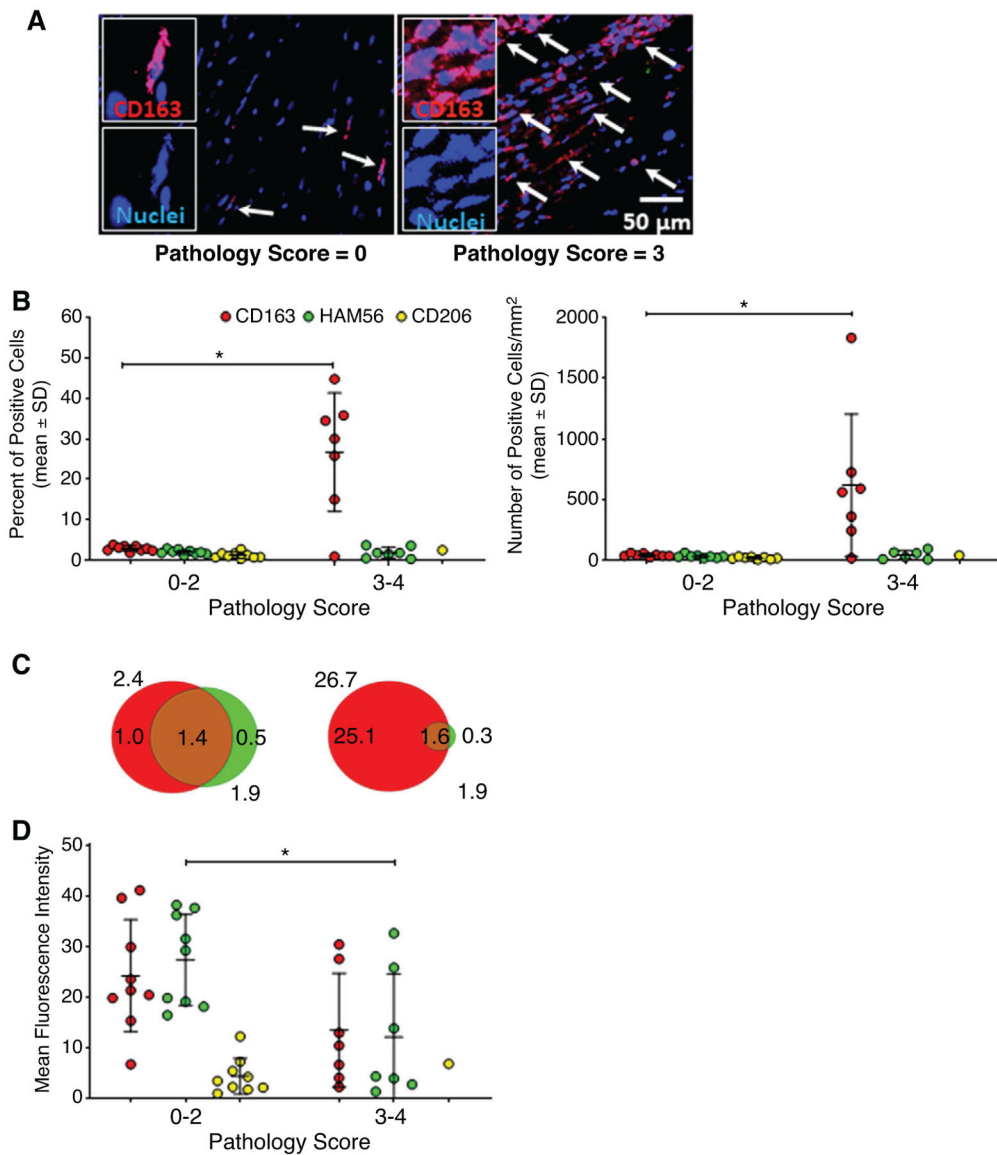 A
CD163
CD163
Nuclei
Nuclei
50 µm
Pathology Score = 0
Pathology Score = 3
B
CD163 HAM56 CD206
*
60
50
40
30
20
10
0
Percent of Positive Cells
(mean ± SD)
0-2
3-4
Pathology Score
*
2000
1500
1000
500
0
Number of Positive Cells/mm²
(mean ± SD)
0-2
3-4
Pathology Score
C
2.4
1.0
1.4
0.5
1.9
26.7
25.1
1.6
0.3
1.9
D
*
50
40
30
20
10
0
Mean Fluorescence Intensity
0-2
3-4
Pathology Score